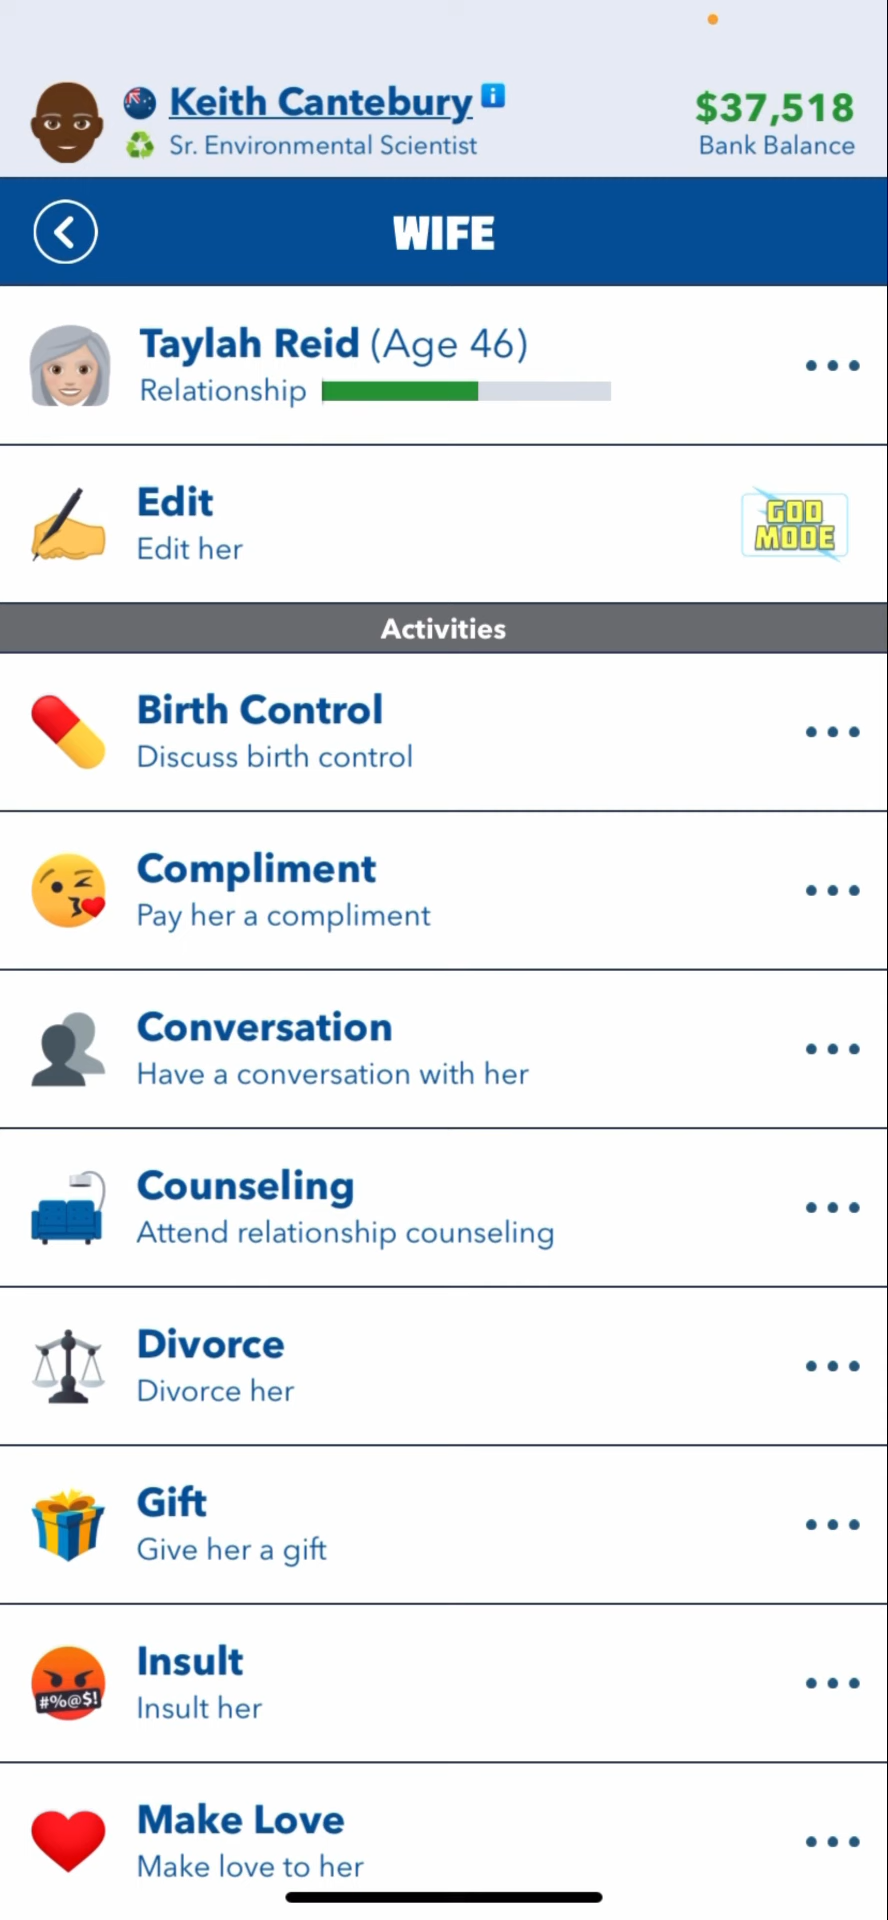 Keith Cantebury
$37,518
Sr. Environmental Scientist
Bank Balance
WIFE
Taylah Reid (Age 46)
Relationship
Edit
Edit her
GOD
MODE
Activities
Birth Control
Discuss birth control
Compliment
Pay her a compliment
Conversation
Have a conversation with her
Counseling
Attend relationship counseling
Divorce
Divorce her
Gift
Give her a gift
#%@$!
Insult
Insult her
Make Love
Make love to her